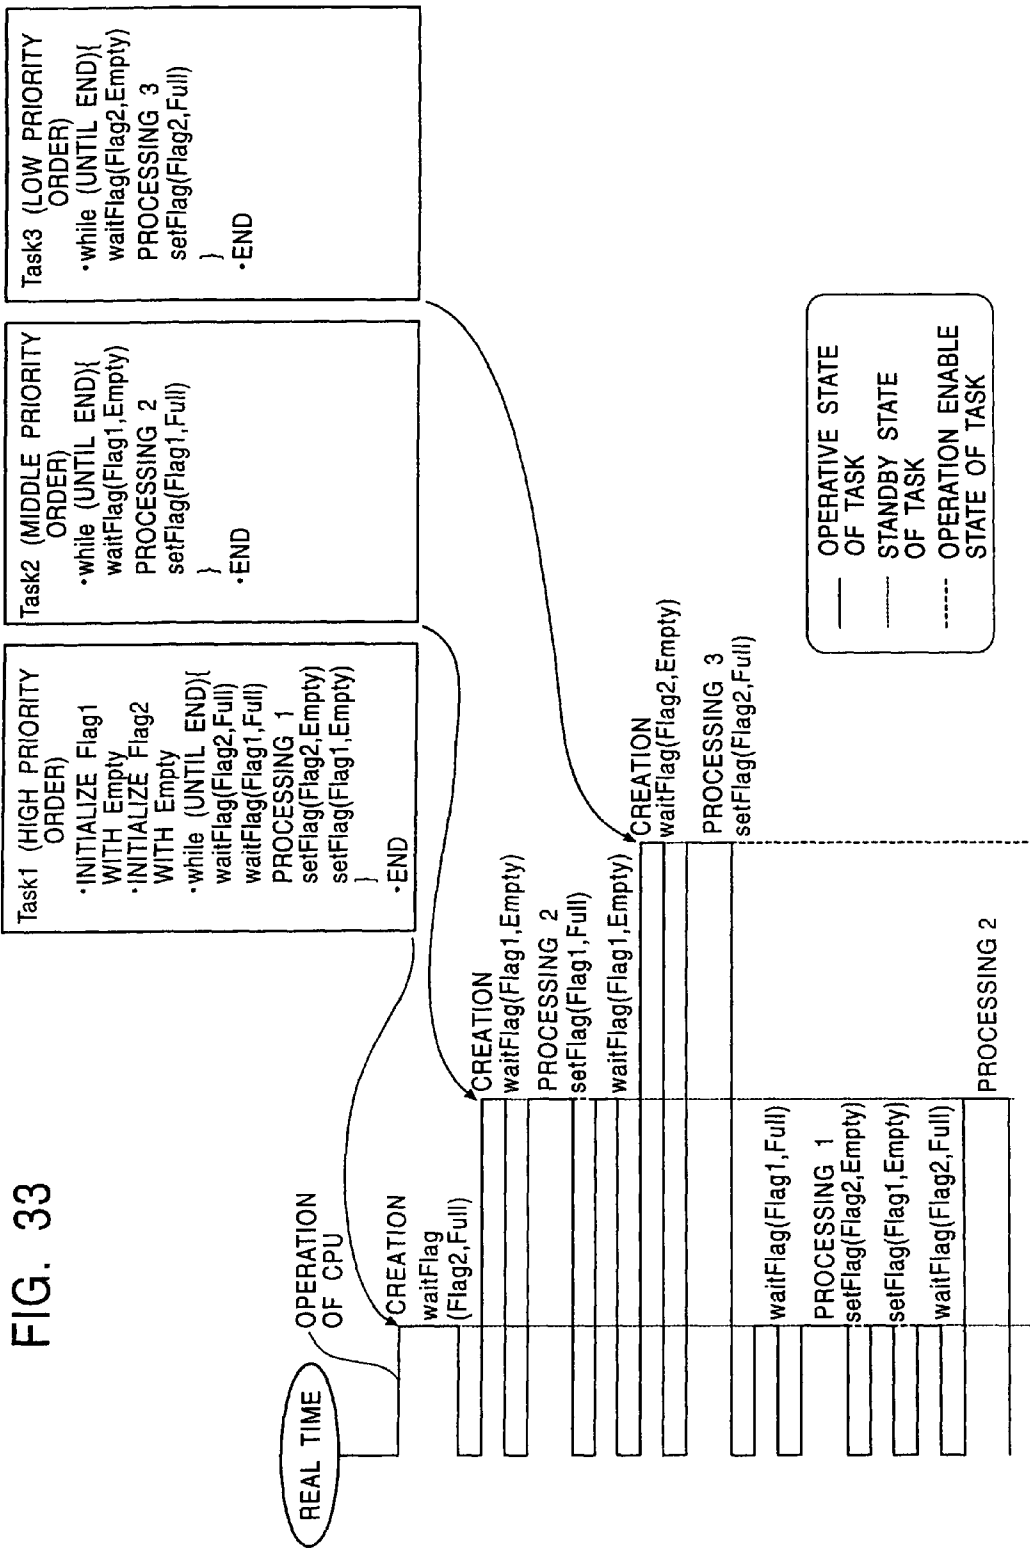 FIG. 33
REAL TIME
OPERATION
OF CPU
Task1 (HIGH PRIORITY
ORDER)
•INITIALIZE Flag1
WITH Empty
•INITIALIZE Flag2
WITH Empty
•while (UNTIL END){
waitFlag(Flag2,Full)
waitFlag(Flag1,Full)
PROCESSING 1
setFlag(Flag2,Empty)
setFlag(Flag1,Empty)
}
•END
Task2 (MIDDLE PRIORITY
ORDER)
•while (UNTIL END){
waitFlag(Flag1,Empty)
PROCESSING 2
setFlag(Flag1,Full)
}
•END
Task3 (LOW PRIORITY
ORDER)
•while (UNTIL END){
waitFlag(Flag2,Empty)
PROCESSING 3
setFlag(Flag2,Full)
}
•END
CREATION
waitFlag
(Flag2,Full)
CREATION
waitFlag(Flag1,Empty)
PROCESSING 2
setFlag(Flag1,Full)
waitFlag(Flag1,Empty)
CREATION
waitFlag(Flag2,Empty)
PROCESSING 3
setFlag(Flag2,Full)
waitFlag(Flag1,Full)
PROCESSING 1
setFlag(Flag2,Empty)
setFlag(Flag1,Empty)
waitFlag(Flag2,Full)
PROCESSING 2
OPERATIVE STATE
OF TASK
STANDBY STATE
OF TASK
OPERATION ENABLE
STATE OF TASK